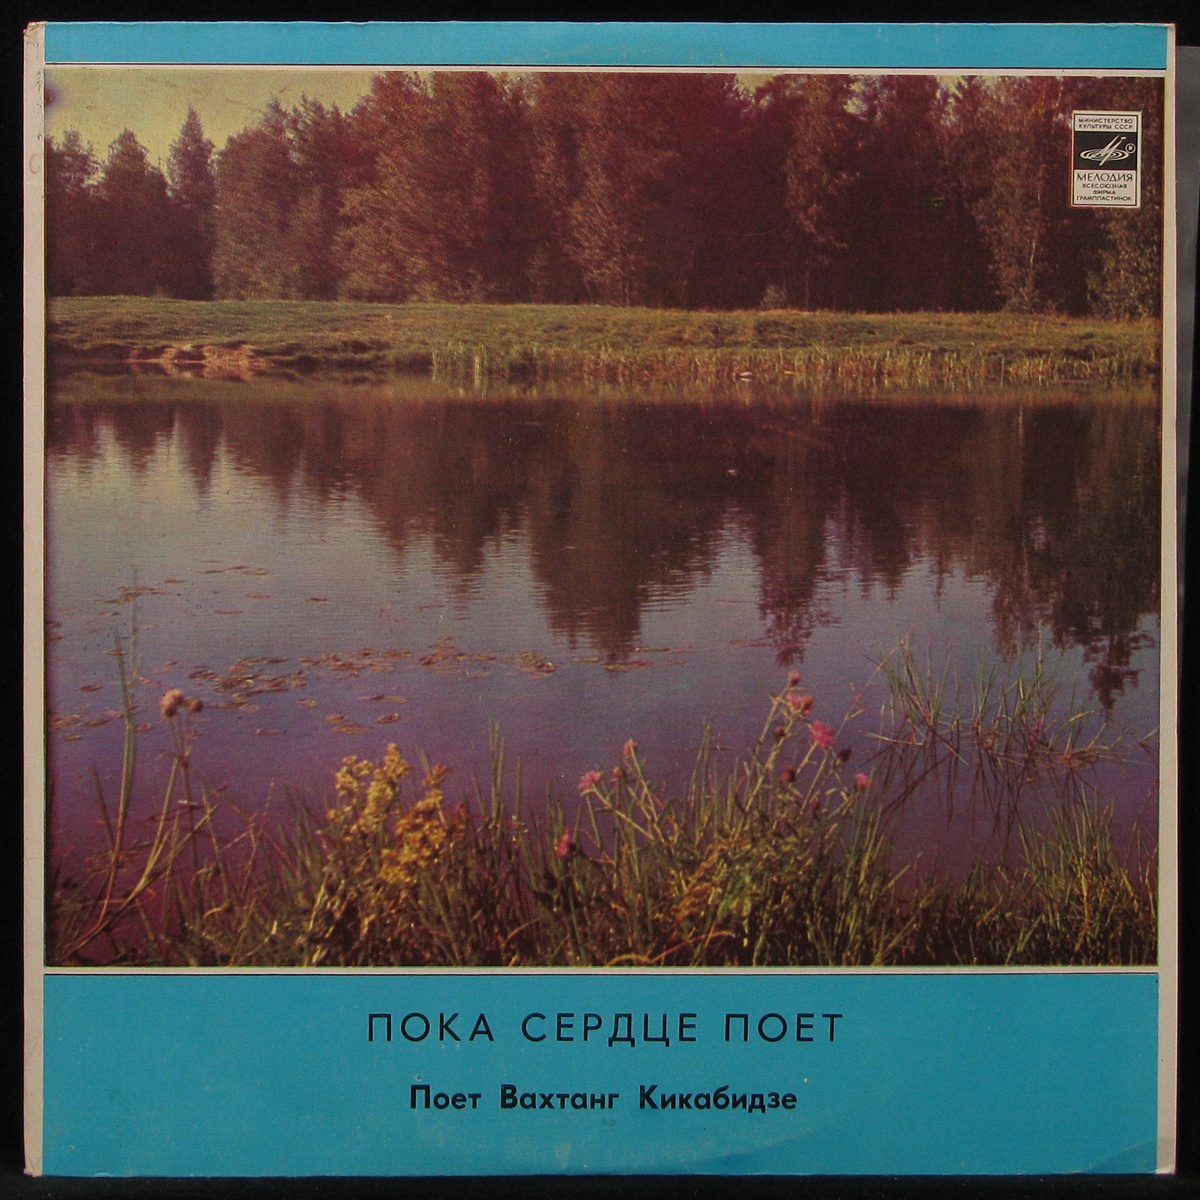 МИНИСТЕРСТВО
КУЛЬТУРЫ СССР
®
МЕЛОДИЯ
ВСЕСОЮЗНАЯ
ФИРМА
ГРАМПЛАСТИНОК
ПОКА СЕРДЦЕ ПОЕТ
Поет Вахтанг Кикабидзе